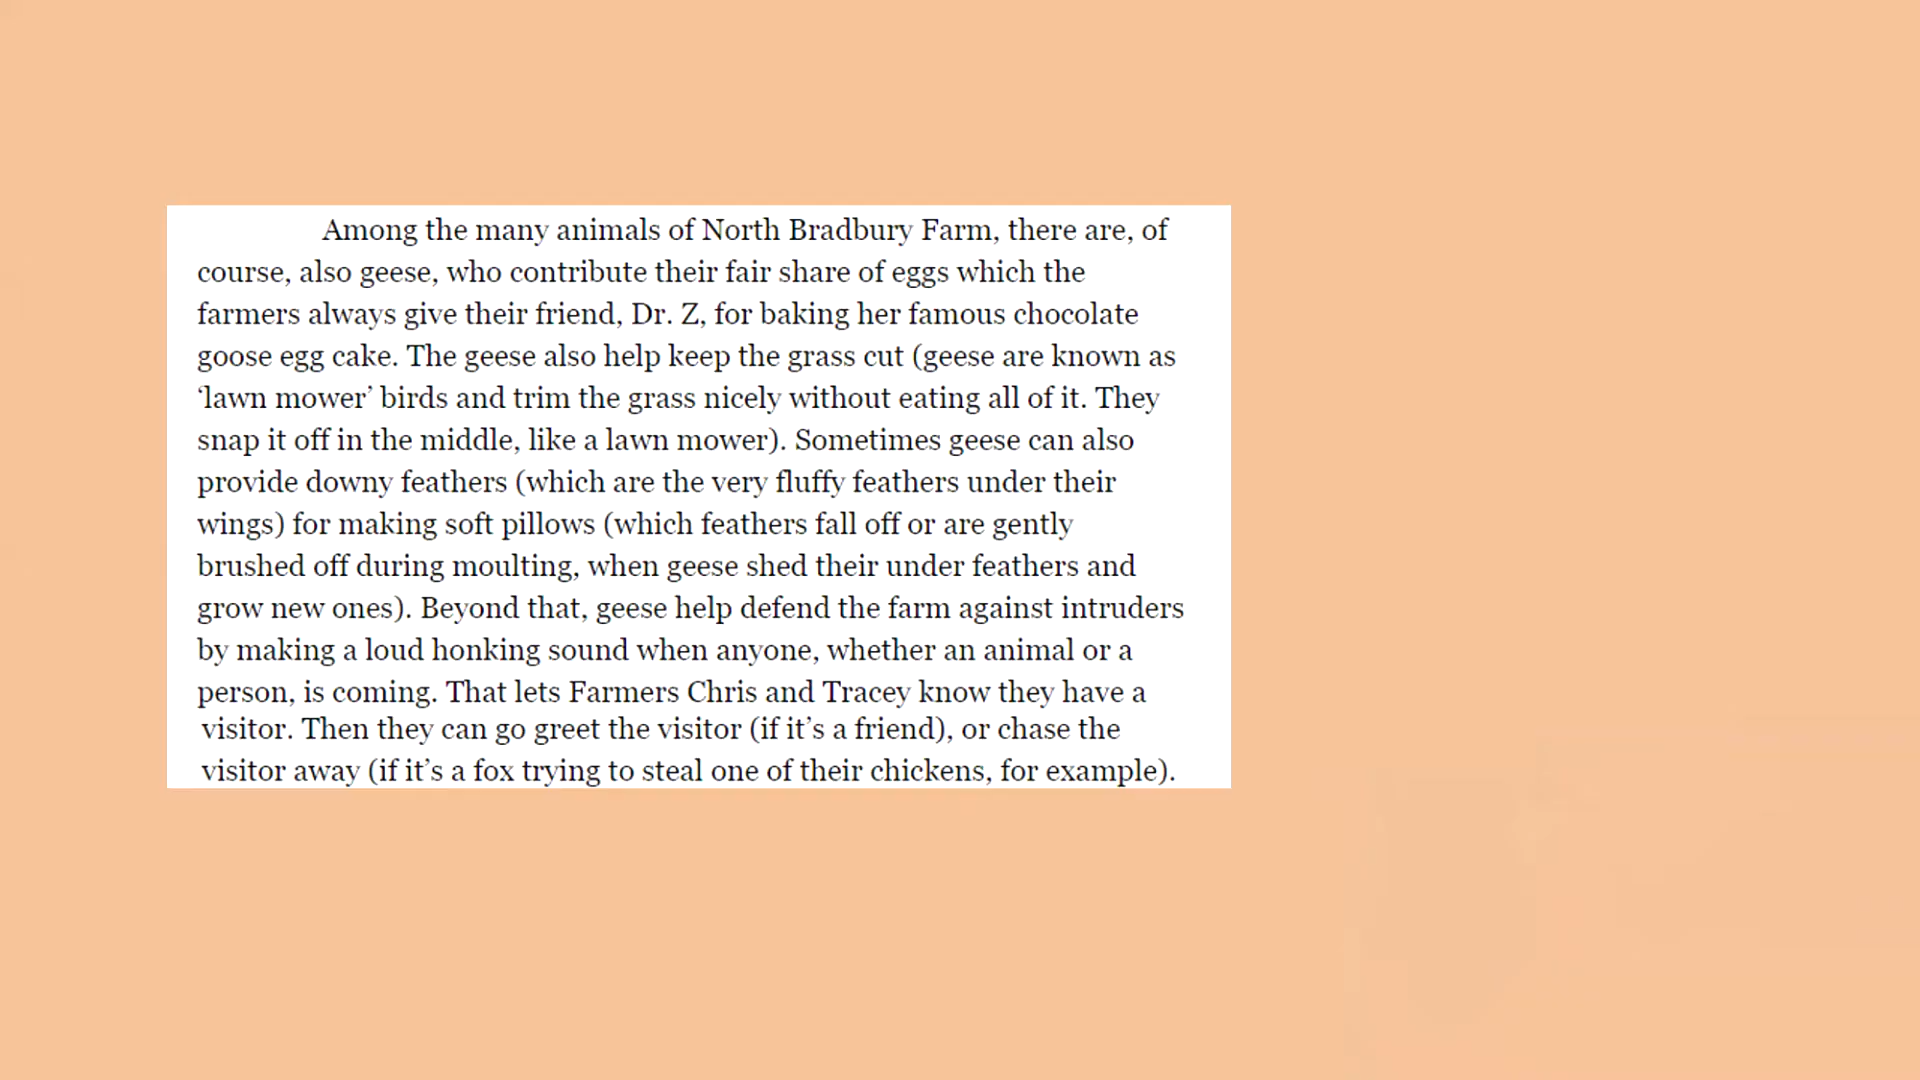 Among the many animals of North Bradbury Farm, there are, of
course, also geese, who contribute their fair share of eggs which the
farmers always give their friend, Dr. Z, for baking her famous chocolate
goose egg cake. The geese also help keep the grass cut (geese are known as
‘lawn mower’ birds and trim the grass nicely without eating all of it. They
snap it off in the middle, like a lawn mower). Sometimes geese can also
provide downy feathers (which are the very fluffy feathers under their
wings) for making soft pillows (which feathers fall off or are gently
brushed off during moulting, when geese shed their under feathers and
grow new ones). Beyond that, geese help defend the farm against intruders
by making a loud honking sound when anyone, whether an animal or a
person, is coming. That lets Farmers Chris and Tracey know they have a
visitor. Then they can go greet the visitor (if it’s a friend), or chase the
visitor away (if it’s a fox trying to steal one of their chickens, for example).